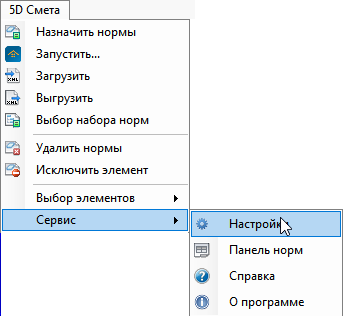 5D Смета
Назначить нормы
Запустить...
Загрузить
Выгрузить
Выбор набора норм
Удалить нормы
Исключить элемент
Выбор элементов
Сервис
Настройки
Панель норм
Справка
О программе